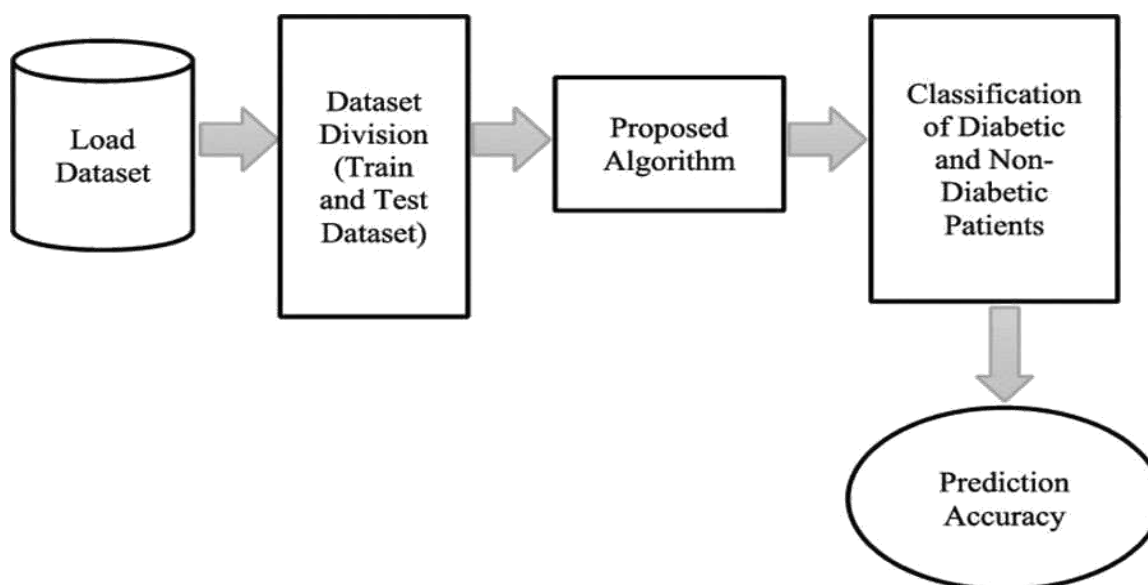 Load
Dataset
Dataset
Division
(Train
and Test
Dataset)
Proposed
Algorithm
Classification
of Diabetic
and Non-
Diabetic
Patients
Prediction
Accuracy